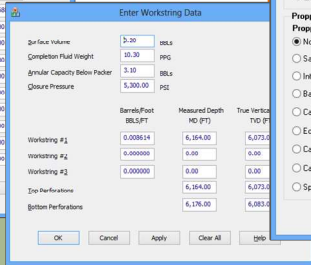 Enter Workstring Data
Surface Volume 5.20 BBLs
Completion Fluid Weight 10.30 PPG
Annular Capacity Below Packer 3.10 BBLs
Closure Pressure 5,300.00 PSI
Barrels/Foot Measured Depth True Vertica
BBLS/FT MD (FT) TVD (FT
Workstring #1 0.008614 6,164.00 6,073.0
Workstring #2 0.000000 0.00 0.00
Workstring #3 0.000000 0.00 0.00
Top Perforations 6,164.00 6,073.0
Bottom Perforations 6,176.00 6,083.0
OK Cancel Apply Clear All Help
Propp
Propp
No
Sa
Int
Ba
Ca
Ec
Ca
Ca
Sp